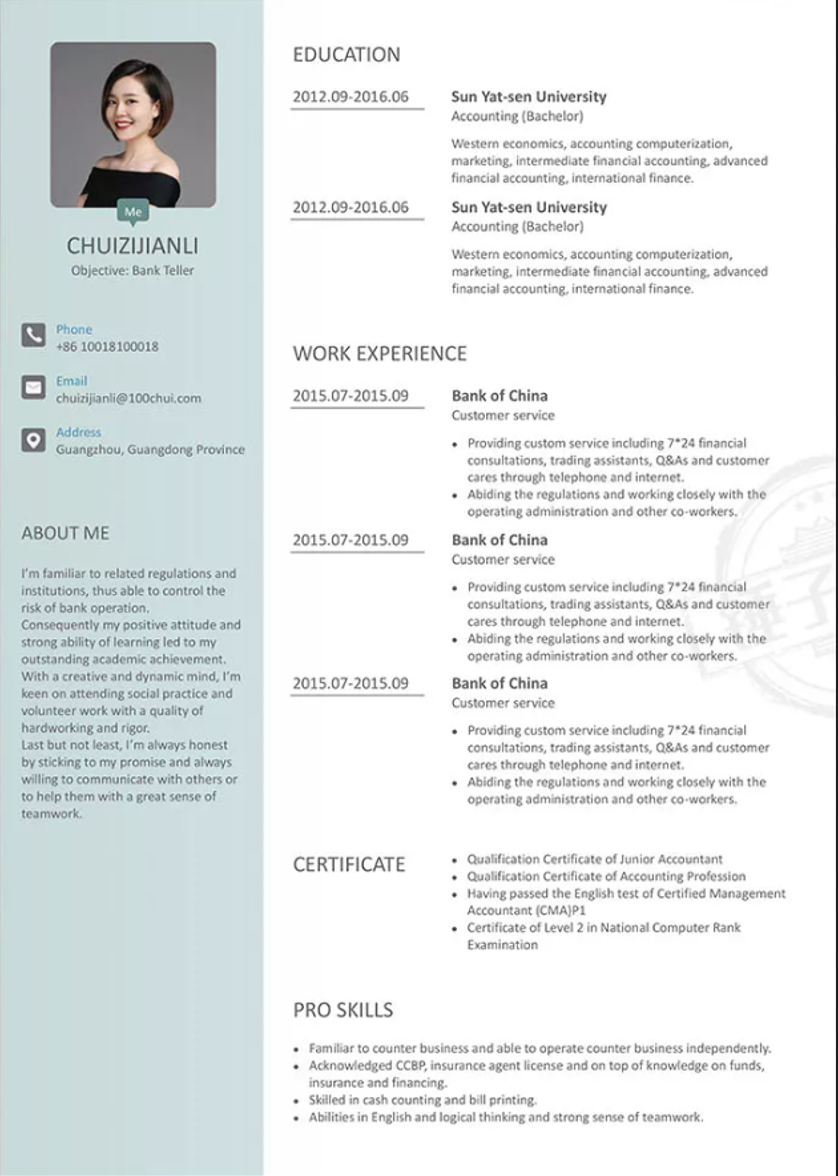 Me
CHUIZIJIANLI
Objective: Bank Teller
Phone
+86 10018100018
Email
chuizijianli@100chui.com
Address
Guangzhou, Guangdong Province
ABOUT ME
I'm familiar to related regulations and
institutions, thus able to control the
risk of bank operation.
Consequently my positive attitude and
strong ability of learning led to my
outstanding academic achievement.
With a creative and dynamic mind, I'm
keen on attending social practice and
volunteer work with a quality of
hardworking and rigor.
Last but not least, I'm always honest
by sticking to my promise and always
willing to communicate with others or
to help them with a great sense of
teamwork.
EDUCATION
2012.09-2016.06
Sun Yat-sen University
Accounting (Bachelor)
Western economics, accounting computerization,
marketing, intermediate financial accounting, advanced
financial accounting, international finance.
2012.09-2016.06
Sun Yat-sen University
Accounting (Bachelor)
Western economics, accounting computerization,
marketing, intermediate financial accounting, advanced
financial accounting, international finance.
WORK EXPERIENCE
2015.07-2015.09
Bank of China
Customer service
• Providing custom service including 7*24 financial
consultations, trading assistants, Q&As and customer
cares through telephone and internet.
• Abiding the regulations and working closely with the
operating administration and other co-workers.
2015.07-2015.09
Bank of China
Customer service
• Providing custom service including 7*24 financial
consultations, trading assistants, Q&As and customer
cares through telephone and internet.
• Abiding the regulations and working closely with the
operating administration and other co-workers.
2015.07-2015.09
Bank of China
Customer service
• Providing custom service including 7*24 financial
consultations, trading assistants, Q&As and customer
cares through telephone and internet.
• Abiding the regulations and working closely with the
operating administration and other co-workers.
CERTIFICATE
• Qualification Certificate of Junior Accountant
• Qualification Certificate of Accounting Profession
• Having passed the English test of Certified Management
Accountant (CMA)P1
• Certificate of Level 2 in National Computer Rank
Examination
PRO SKILLS
• Familiar to counter business and able to operate counter business independently.
• Acknowledged CCBP, insurance agent license and on top of knowledge on funds,
insurance and financing.
• Skilled in cash counting and bill printing.
• Abilities in English and logical thinking and strong sense of teamwork.